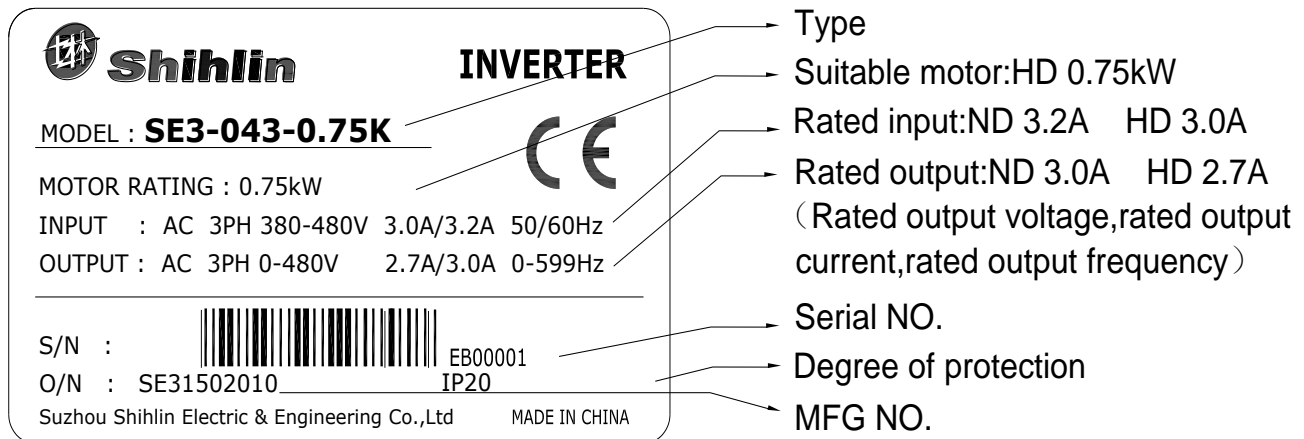 Shihlin INVERTER
MODEL : SE3-043-0.75K
MOTOR RATING : 0.75kW
INPUT : AC 3PH 380-480V 3.0A/3.2A 50/60Hz
OUTPUT : AC 3PH 0-480V 2.7A/3.0A 0-599Hz
S/N : EB00001
O/N : SE31502010 IP20
Suzhou Shihlin Electric & Engineering Co.,Ltd MADE IN CHINA
Type
Suitable motor:HD 0.75kW
Rated input:ND 3.2A HD 3.0A
Rated output:ND 3.0A HD 2.7A
（Rated output voltage,rated output
current,rated output frequency）
Serial NO.
Degree of protection
MFG NO.